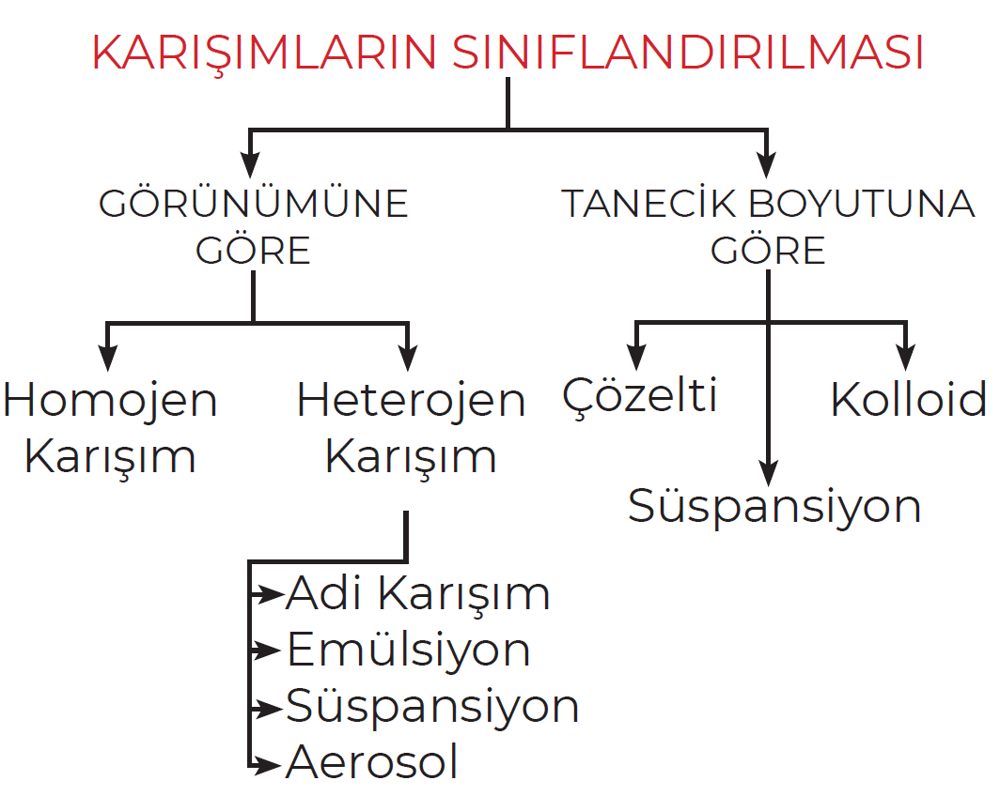 KARIŞIMLARIN SINIFLANDIRILMASI
GÖRÜNÜMÜNE
GÖRE
TANECİK BOYUTUNA
GÖRE
Homojen
Karışım
Heterojen
Karışım
Çözelti
Kolloid
Süspansiyon
Adi Karışım
Emülsiyon
Süspansiyon
Aerosol